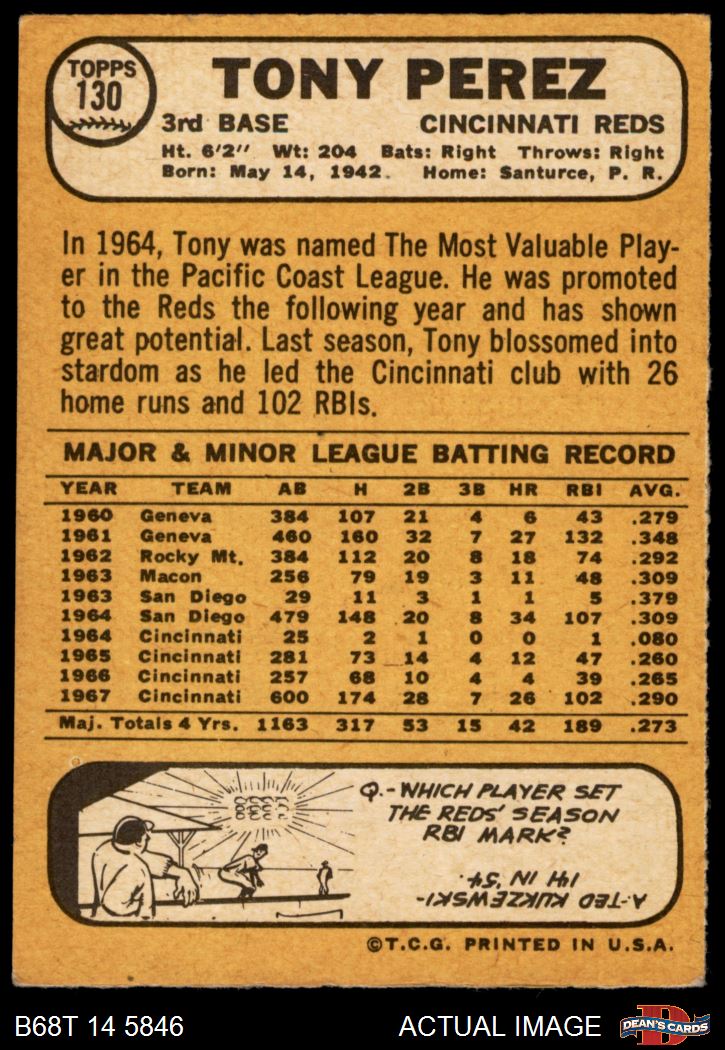 TOPPS
130
TONY PEREZ
3rd BASE CINCINNATI REDS
Ht. 6'2" Wt: 204 Bats: Right Throws: Right
Born: May 14, 1942. Home: Santurce, P. R.
In 1964, Tony was named The Most Valuable Play-
er in the Pacific Coast League. He was promoted
to the Reds the following year and has shown
great potential. Last season, Tony blossomed into
stardom as he led the Cincinnati club with 26
home runs and 102 RBIs.
MAJOR & MINOR LEAGUE BATTING RECORD
YEAR TEAM AB H 2B 3B HR RBI AVG.
1960 Geneva 384 107 21 4 6 43 .279
1961 Geneva 460 160 32 7 27 132 .348
1962 Rocky Mt. 384 112 20 8 18 74 .292
1963 Macon 256 79 19 3 11 48 .309
1963 San Diego 29 11 3 1 1 5 .379
1964 San Diego 479 148 20 8 34 107 .309
1964 Cincinnati 25 2 1 0 0 1 .080
1965 Cincinnati 281 73 14 4 12 47 .260
1966 Cincinnati 257 68 10 4 4 39 .265
1967 Cincinnati 600 174 28 7 26 102 .290
Maj. Totals 4 Yrs. 1163 317 53 15 42 189 .273
Q.-WHICH PLAYER SET
THE REDS' SEASON
RBI MARK?
A-TED KUKZEWSKI-
141 IN '54.
©T.C.G. PRINTED IN U.S.A.
B68T 14 5846 ACTUAL IMAGE
D
DEAN'S CARDS